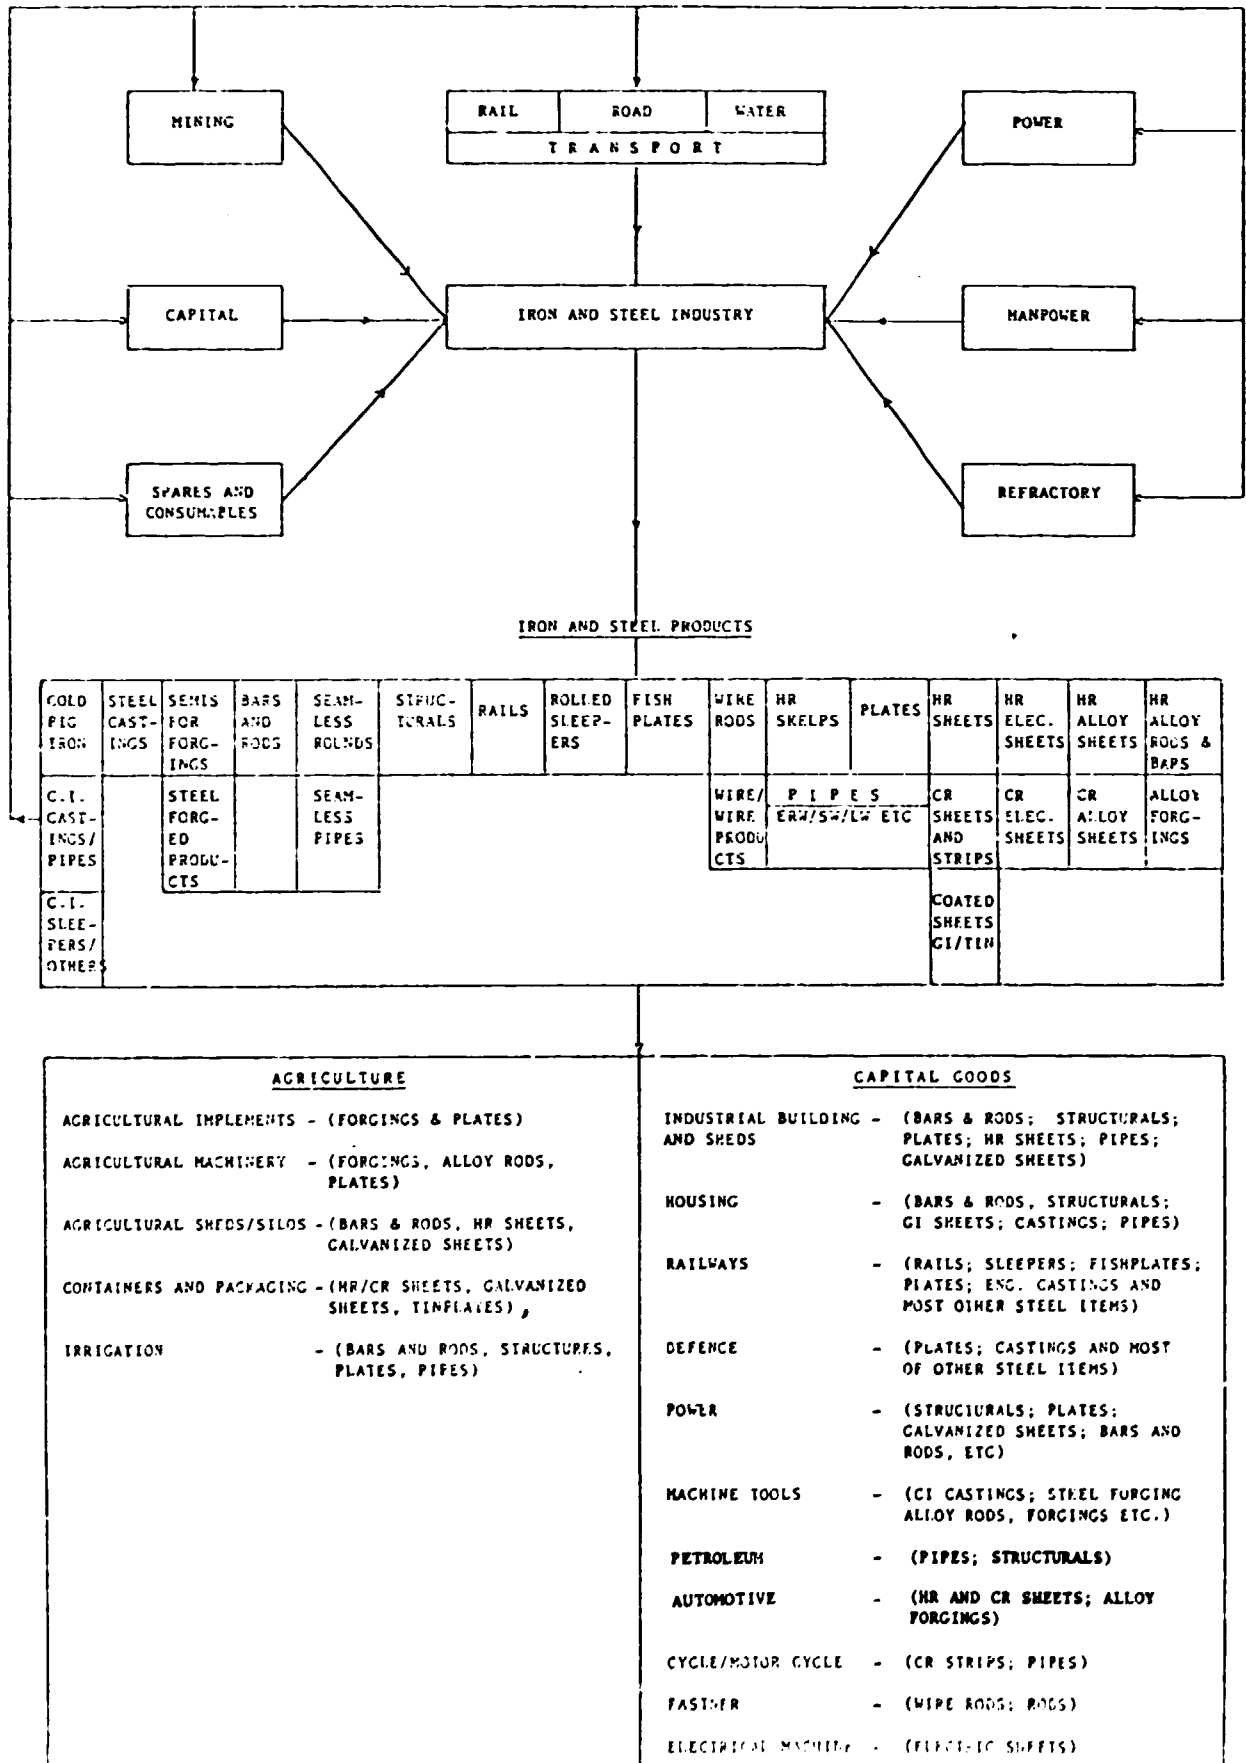 MINING
RAIL ROAD WATER
TRANSPORT
POWER
CAPITAL
IRON AND STEEL INDUSTRY
MANPOWER
SPARES AND
CONSUMABLES
REFRACTORY
IRON AND STEEL PRODUCTS
COLD
PIG
IRON
STEEL
CAST-
INGS
SEMIS
FOR
FORG-
INGS
BARS
AND
RODS
SEAM-
LESS
ROUNDS
STRUC-
TURALS
RAILS
ROLLED
SLEEP-
ERS
FISH
PLATES
WIRE
RODS
HR
SKELPS
PLATES
HR
SHEETS
HR
ELEC.
SHEETS
HR
ALLOY
SHEETS
HR
ALLOY
RODS &
BARS
C.I.
CAST-
INGS/
PIPES
STEEL
FORG-
ED
PRODU-
CTS
SEAM-
LESS
PIPES
WIRE/
WIRE
PRODU
CTS
PIPES
ERW/SW/LW ETC
CR
SHEETS
AND
STRIPS
CR
ELEC.
SHEETS
CR
ALLOY
SHEETS
ALLOY
FORG-
INGS
C.I.
SLEE-
PERS/
OTHERS
COATED
SHEETS
GI/TIN
AGRICULTURE
AGRICULTURAL IMPLEMENTS - (FORGINGS & PLATES)
AGRICULTURAL MACHINERY - (FORGINGS, ALLOY RODS,
PLATES)
AGRICULTURAL SHEDS/SILOS - (BARS & RODS, HR SHEETS,
GALVANIZED SHEETS)
CONTAINERS AND PACKAGING - (HR/CR SHEETS, GALVANIZED
SHEETS, TINPLATES)
IRRIGATION - (BARS AND RODS, STRUCTURES,
PLATES, PIPES)
CAPITAL GOODS
INDUSTRIAL BUILDING - (BARS & RODS; STRUCTURALS;
AND SHEDS PLATES; HR SHEETS; PIPES;
GALVANIZED SHEETS)
HOUSING - (BARS & RODS, STRUCTURALS;
GI SHEETS; CASTINGS; PIPES)
RAILWAYS - (RAILS; SLEEPERS; FISHPLATES;
PLATES; ENG. CASTINGS AND
MOST OTHER STEEL ITEMS)
DEFENCE - (PLATES; CASTINGS AND MOST
OF OTHER STEEL ITEMS)
POWER - (STRUCTURALS; PLATES;
GALVANIZED SHEETS; BARS AND
RODS, ETC)
MACHINE TOOLS - (CI CASTINGS; STEEL FORGING
ALLOY RODS, FORGINGS ETC.)
PETROLEUM - (PIPES; STRUCTURALS)
AUTOMOTIVE - (HR AND CR SHEETS; ALLOY
FORGINGS)
CYCLE/MOTOR CYCLE - (CR STRIPS; PIPES)
FASTNER - (WIRE RODS; RODS)
ELECTRICAL MACHINE - (ELECTRIC SHEETS)